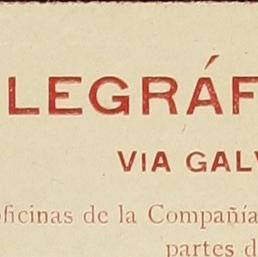 LEGRÁF
VIA GALV
oficinas de la Compañía
partes d